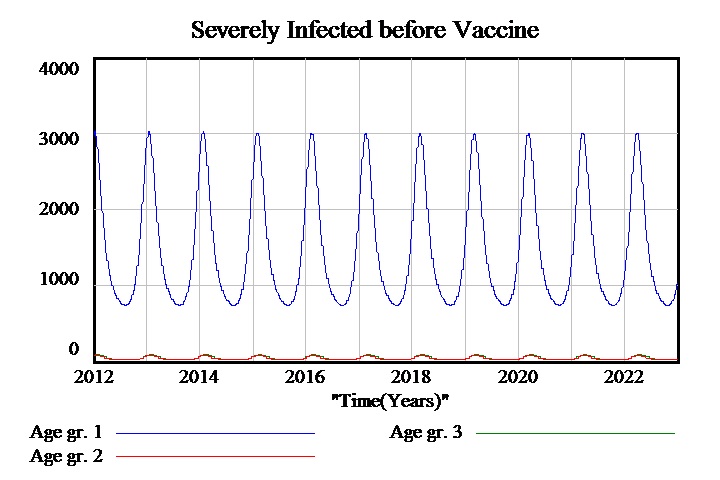 Severely Infected before Vaccine
4000
3000
2000
1000
0
2012 2014 2016 2018 2020 2022
"Time(Years)"
Age gr. 1 Age gr. 3
Age gr. 2